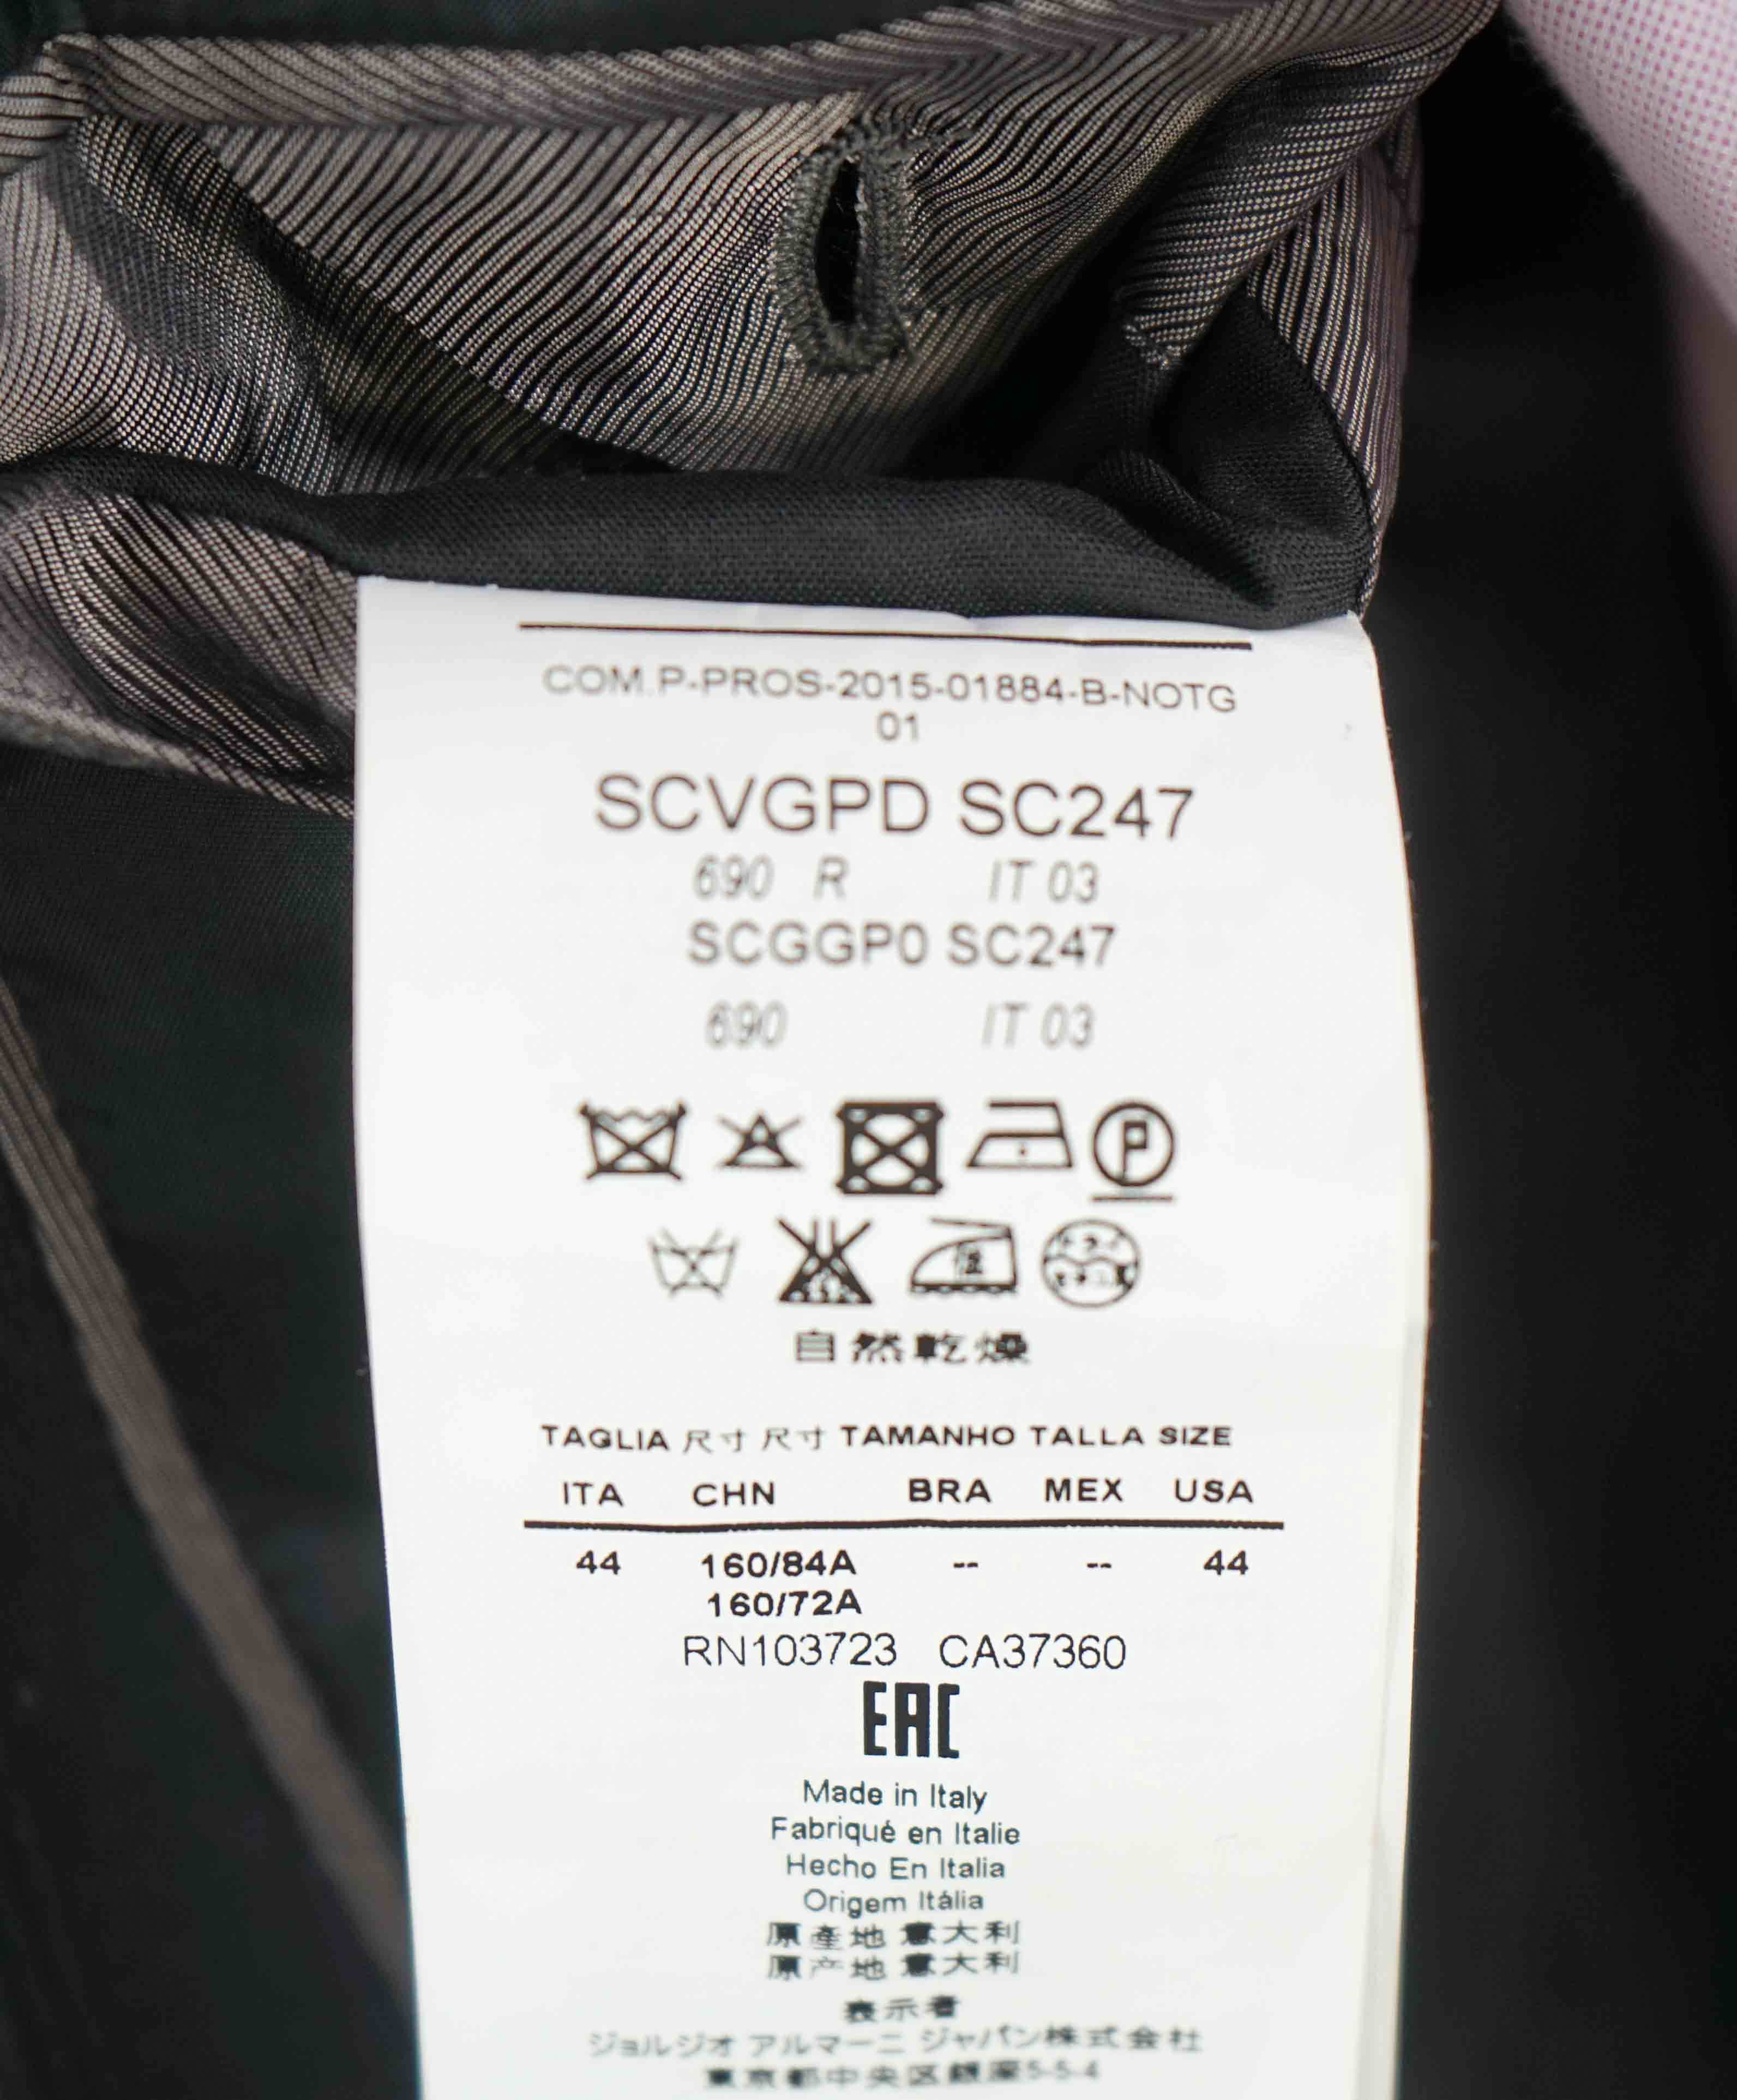 COM.P-PROS-2015-01884-B-NOTG
01
SCVGPD SC247
690 R IT 03
SCGGP0 SC247
690 IT 03
P
自然乾燥
TAGLIA 尺寸 尺寸 TAMANHO TALLA SIZE
ITA CHN BRA MEX USA
44 160/84A -- -- 44
160/72A
RN103723 CA37360
EAC
Made in Italy
Fabriqué en Italie
Hecho En Italia
Origem Itália
原產地 意大利
原产地 意大利
表示者
ジョルジオ アルマーニ ジャパン株式会社
東京都中央区銀座5-5-4